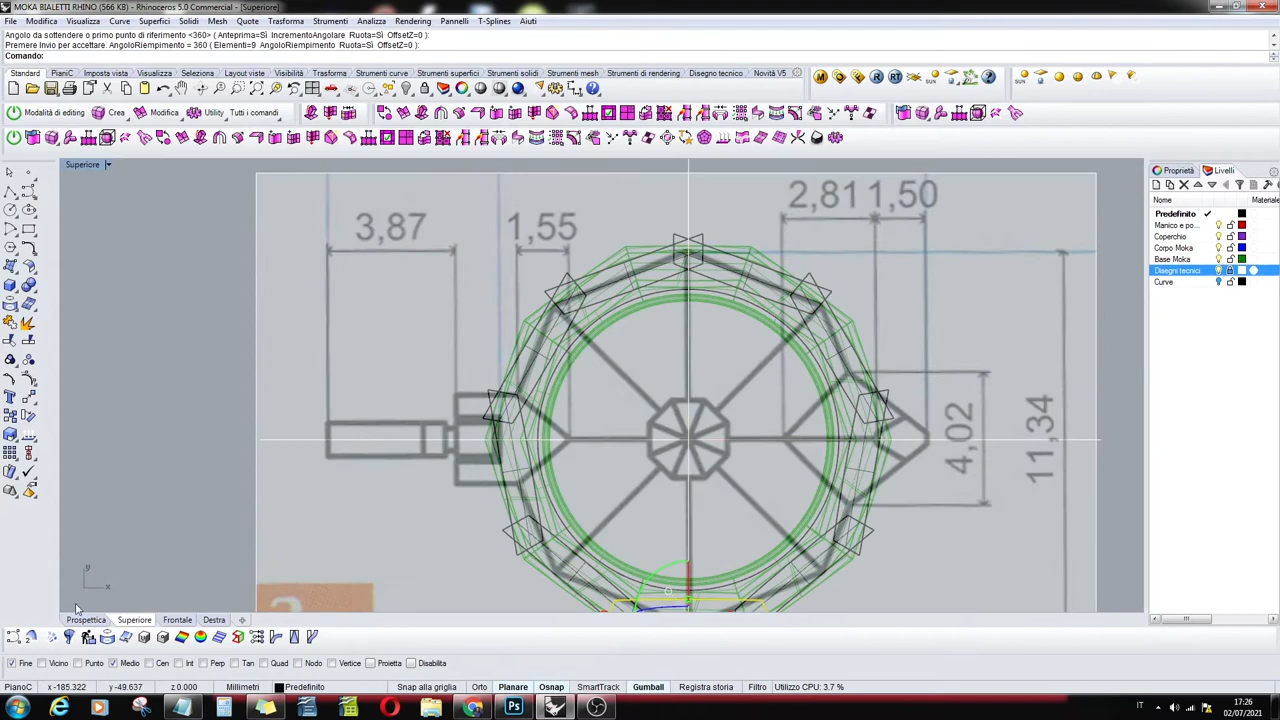 MOKA BIALETTI RHINO (566 KB) - Rhinoceros 5.0 Commercial - [Superiore]
File Modifica Visualizza Curve Superfici Solidi Mesh Quote Trasforma Strumenti Analizza Rendering Pannelli T-Splines Aiuti
Angolo da sottendere o primo punto di riferimento <360> ( Anteprima=Sì IncrementoAngolare Ruota=Sì OffsetZ=0 ):
Premere Invio per accettare. AngoloRiempimento = 360 ( Elementi=9 AngoloRiempimento Ruota=Sì OffsetZ=0 ):
Comando:
Standard PianiC Imposta vista Visualizza Seleziona Layout viste Visibilità Trasforma Strumenti curve Strumenti superfici Strumenti solidi Strumenti mesh Strumenti di rendering Disegno tecnico Novità V5
Modalità di editing Crea Modifica Utility Tutti i comandi
Superiore
Proprietà Livelli
Nome Materiale
Predefinito
Manico e po...
Coperchio
Corpo Moka
Base Moka
Disegni tecnici
Curve
2,81 1,50
3,87 1,55
4,02
11,34
y
x
Prospettica Superiore Frontale Destra
Fine Vicino Punto Medio Cen Int Perp Tan Quad Nodo Vertice Proietta Disabilita
PianoC x -185.322 y -49.637 z 0.000 Millimetri Predefinito Snap alla griglia Orto Planare Osnap SmartTrack Gumball Registra storia Filtro Utilizzo CPU: 3.7 %
Ps
IT 17:26
02/07/2021